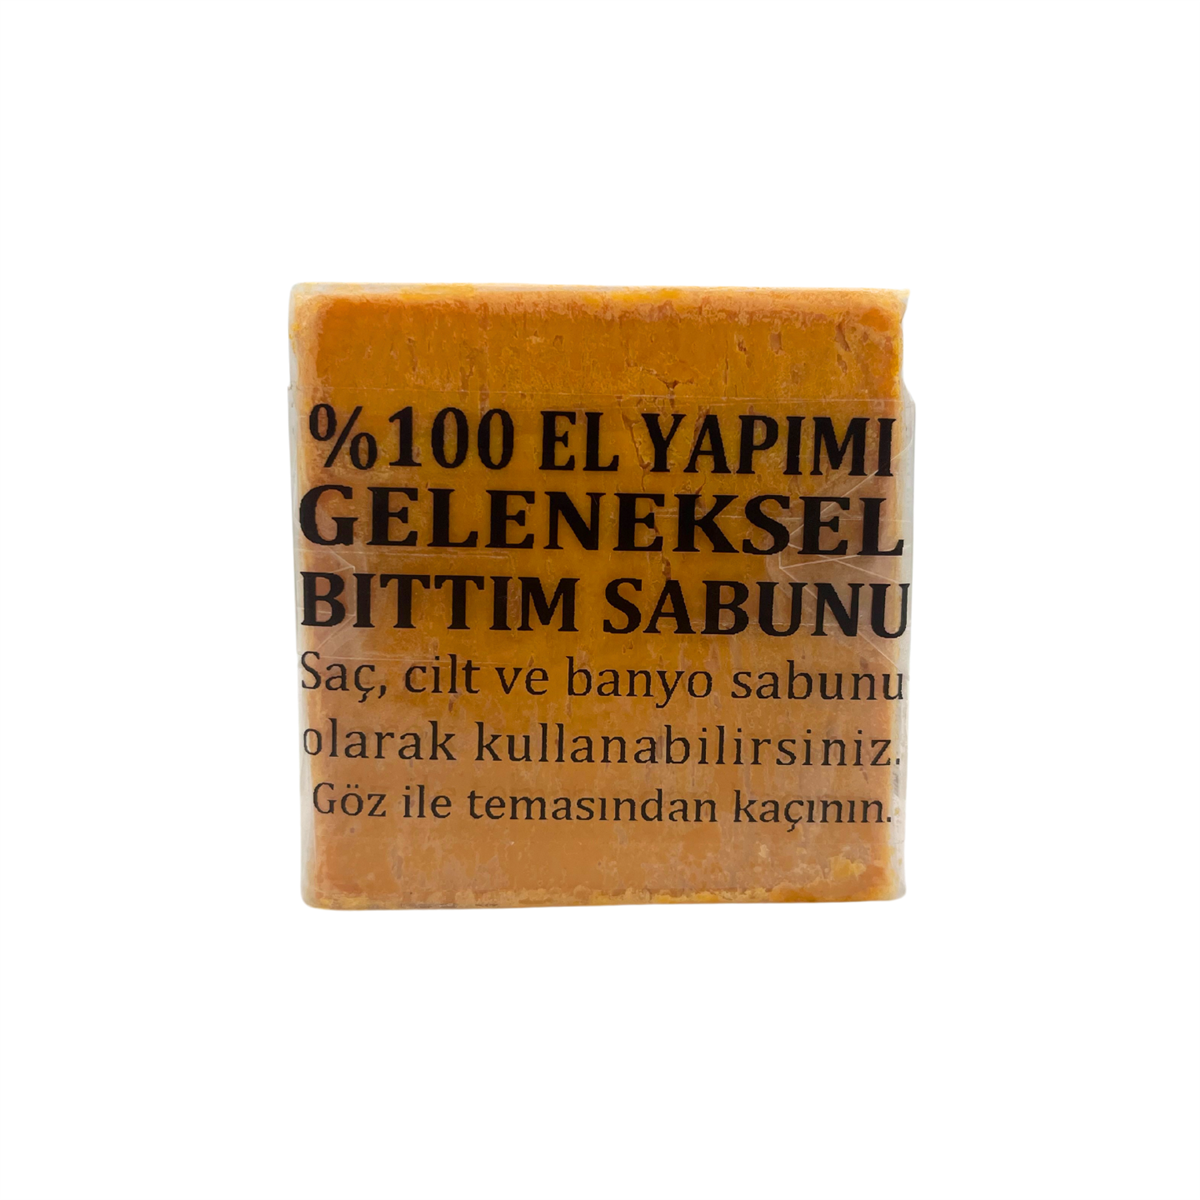 %100 EL YAPIMI
GELENEKSEL
BITTIM SABUNU
Saç, cilt ve banyo sabunu
olarak kullanabilirsiniz.
Göz ile temasından kaçının.